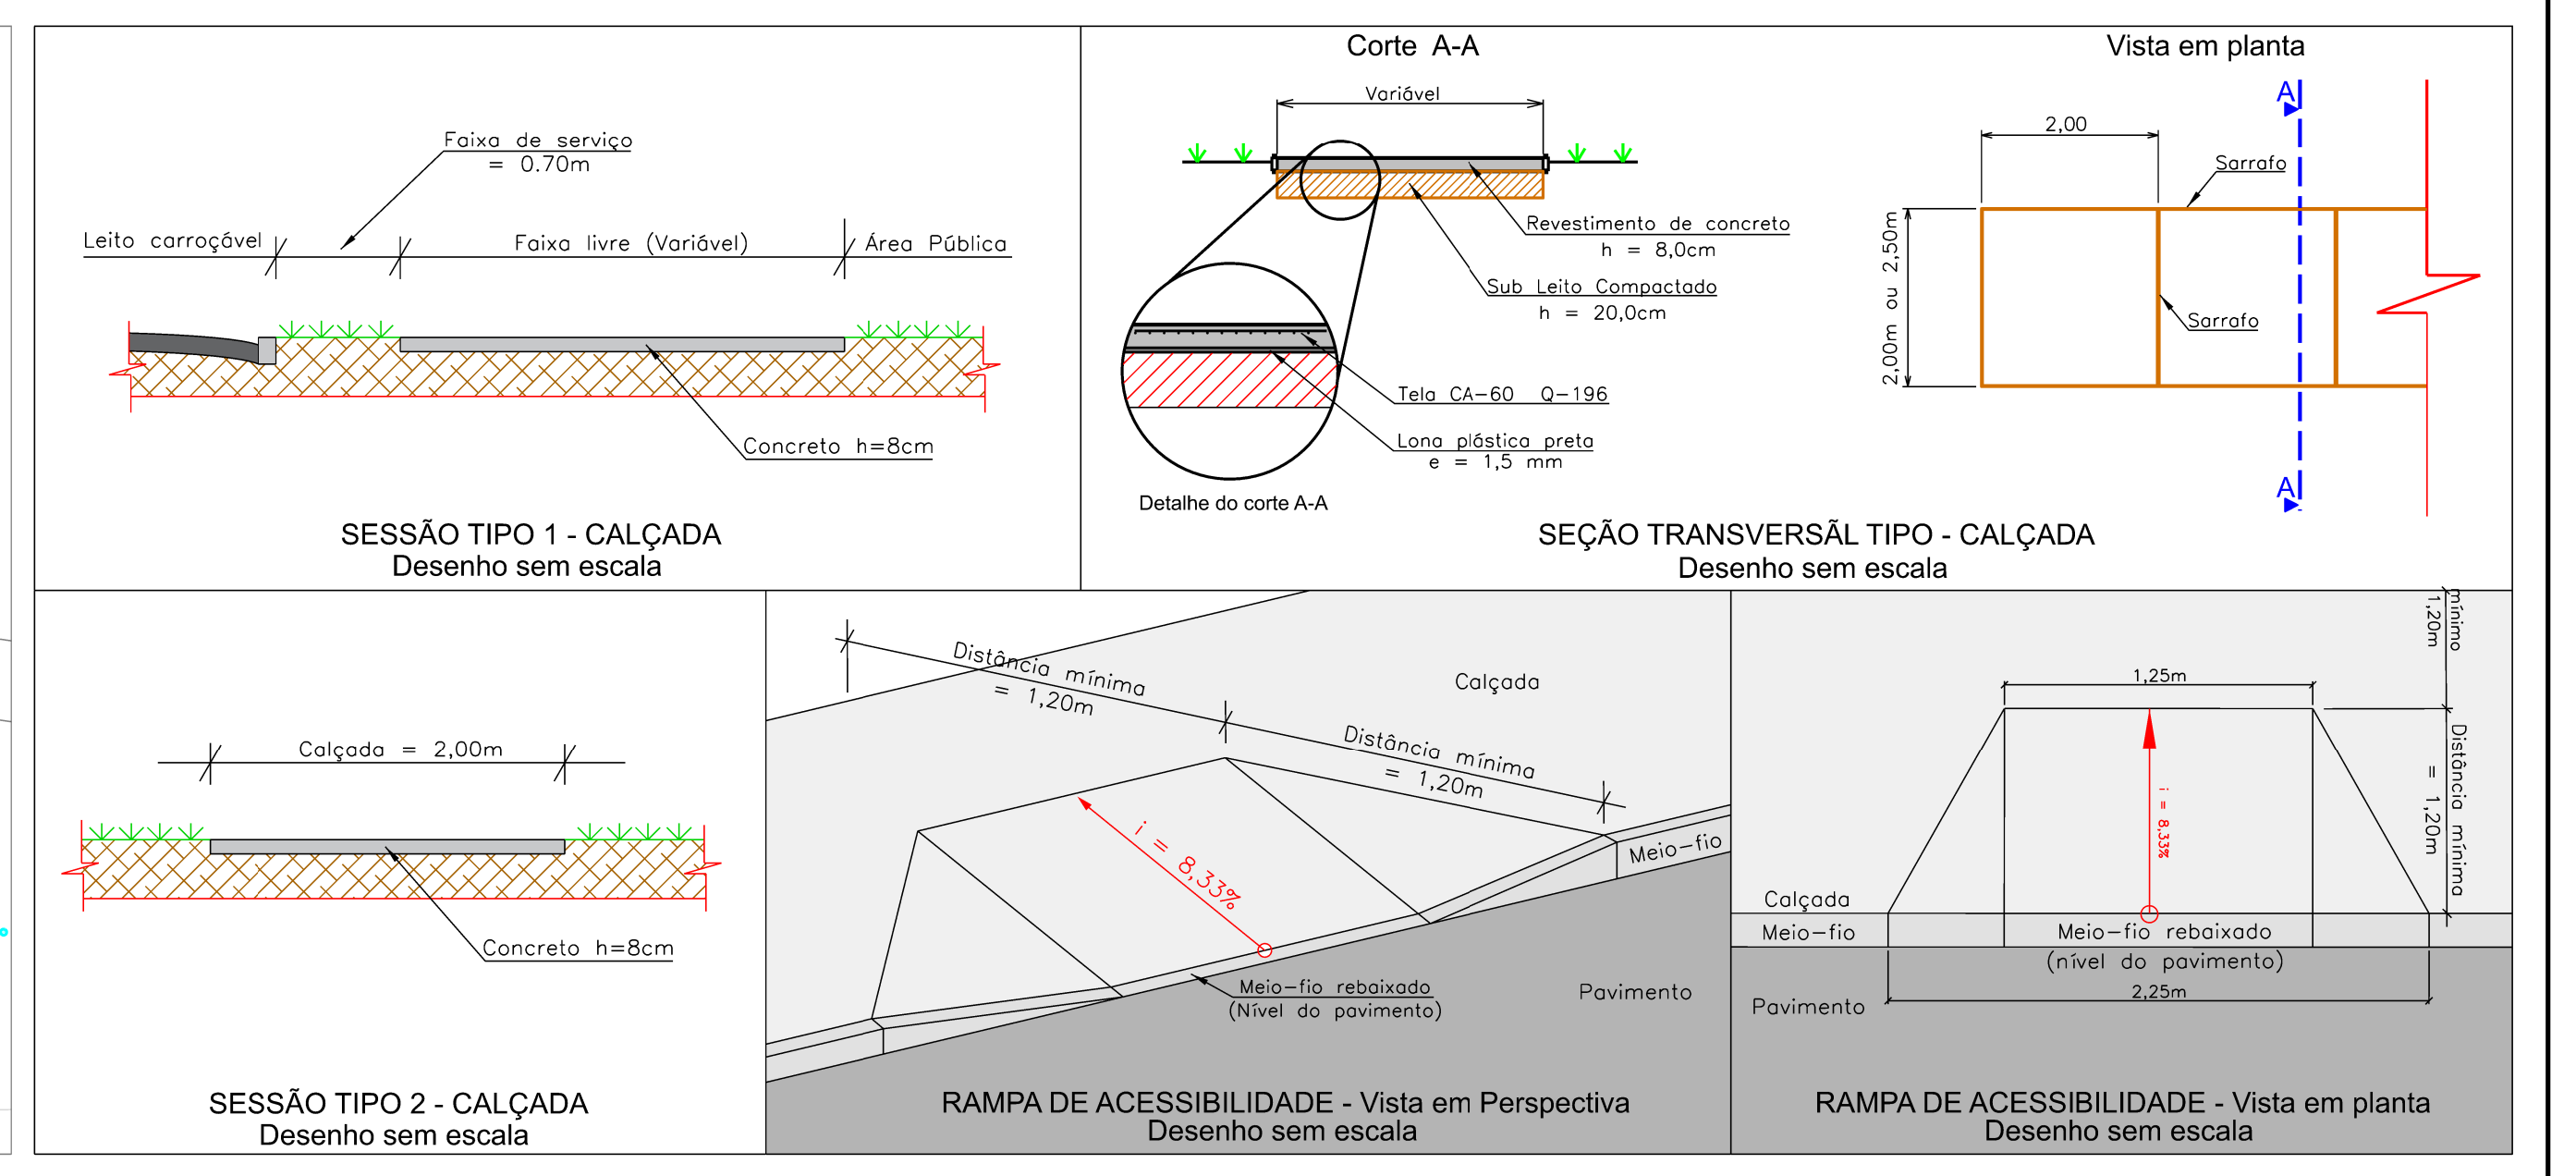 Faixa de serviço
= 0.70m
Leito carroçável
Faixa livre (Variável)
Área Pública
Concreto h=8cm
SESSÃO TIPO 1 - CALÇADA
Desenho sem escala
Corte A-A
Variável
Revestimento de concreto
h = 8,0cm
Sub Leito Compactado
h = 20,0cm
Tela CA-60 Q-196
Lona plástica preta
e = 1,5 mm
Detalhe do corte A-A
Vista em planta
A
2,00
Sarrafo
2,00m ou 2,50m
Sarrafo
A
SEÇÃO TRANSVERSÃL TIPO - CALÇADA
Desenho sem escala
Calçada = 2,00m
Concreto h=8cm
SESSÃO TIPO 2 - CALÇADA
Desenho sem escala
Distância mínima
= 1,20m
Calçada
Distância mínima
= 1,20m
i = 8,33%
Meio-fio
Meio-fio rebaixado
(Nível do pavimento)
Pavimento
RAMPA DE ACESSIBILIDADE - Vista em Perspectiva
Desenho sem escala
mínimo
1,20m
1,25m
Distância mínima
= 1,20m
i = 8,33%
Calçada
Meio-fio
Meio-fio rebaixado
(nível do pavimento)
2,25m
Pavimento
RAMPA DE ACESSIBILIDADE - Vista em planta
Desenho sem escala